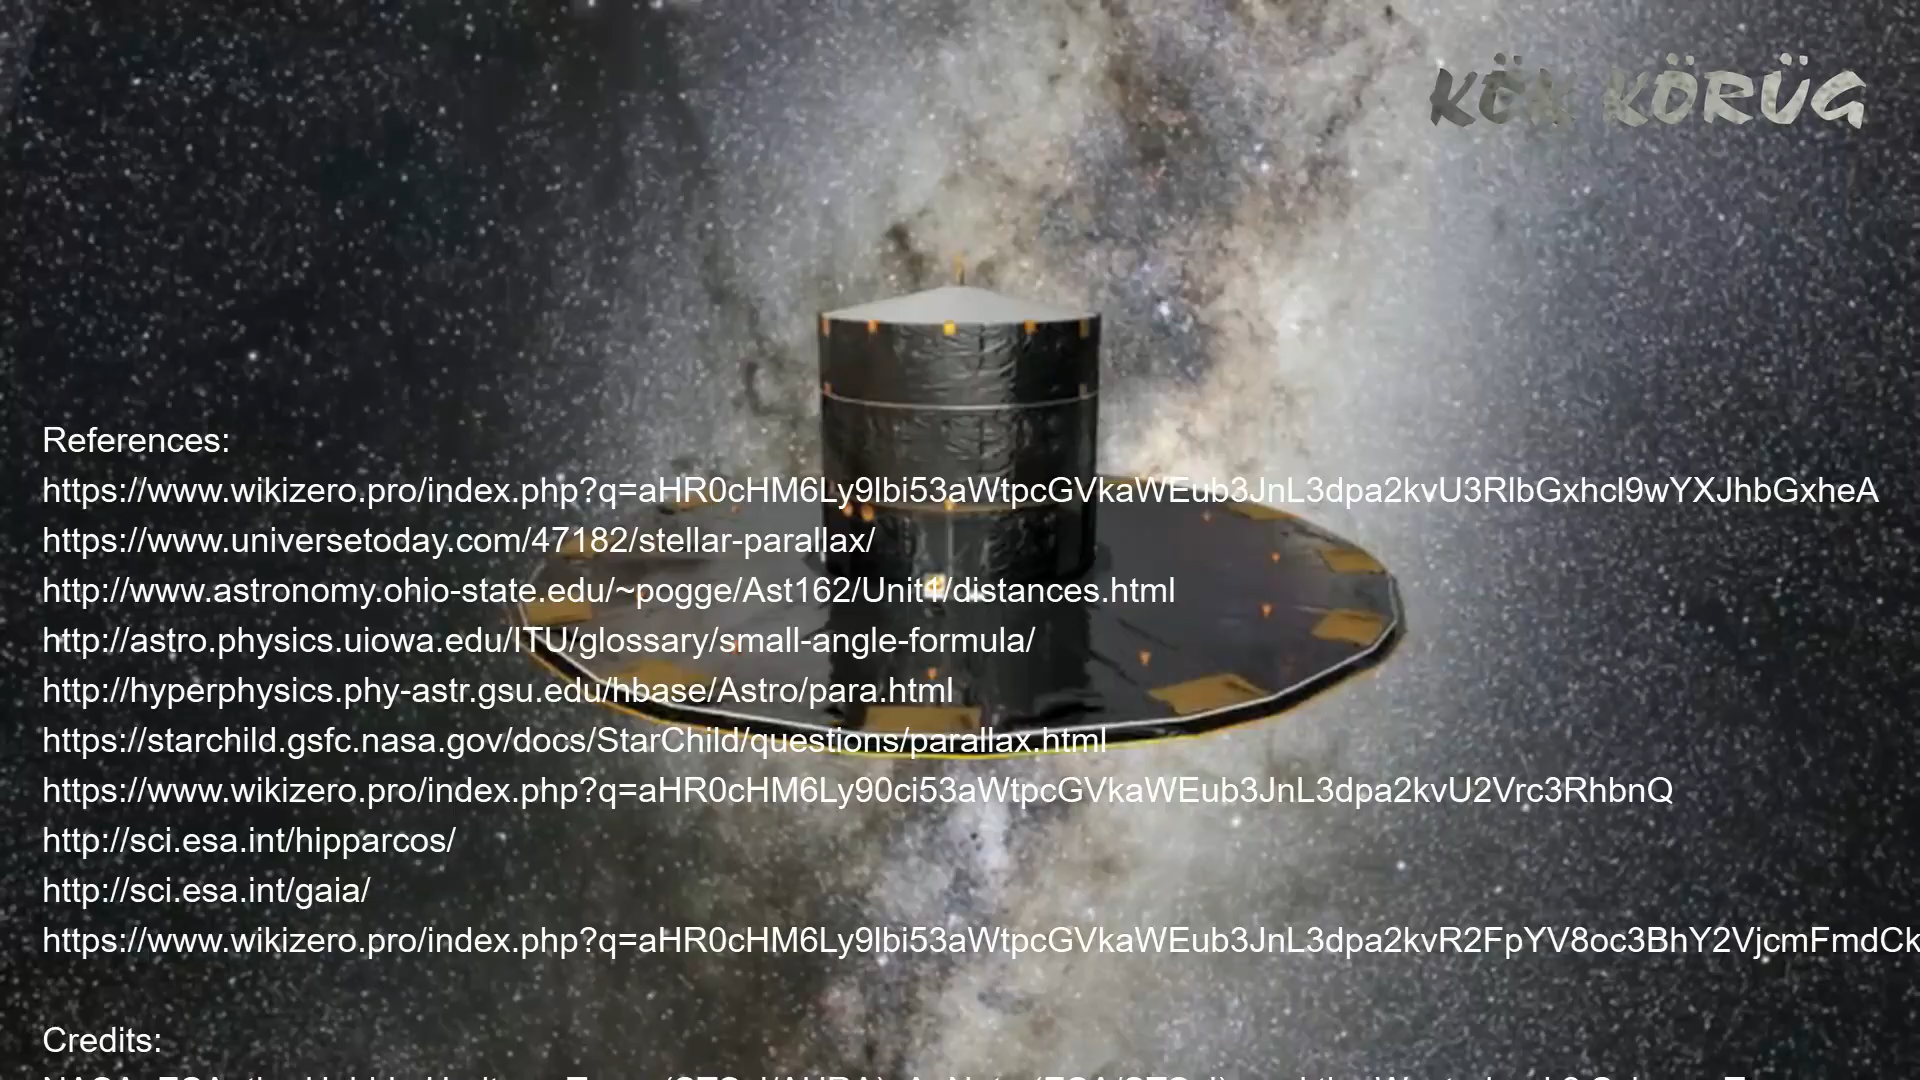 KÖK KÖRÜG
References:
https://www.wikizero.pro/index.php?q=aHR0cHM6Ly9lbi53aWtpcGVkaWEub3JnL3dpa2kvU3RlbGxhcl9wYXJhbGxheA
https://www.universetoday.com/47182/stellar-parallax/
http://www.astronomy.ohio-state.edu/~pogge/Ast162/Unit1/distances.html
http://astro.physics.uiowa.edu/ITU/glossary/small-angle-formula/
http://hyperphysics.phy-astr.gsu.edu/hbase/Astro/para.html
https://starchild.gsfc.nasa.gov/docs/StarChild/questions/parallax.html
https://www.wikizero.pro/index.php?q=aHR0cHM6Ly90ci53aWtpcGVkaWEub3JnL3dpa2kvU2Vrc3RhbnQ
http://sci.esa.int/hipparcos/
http://sci.esa.int/gaia/
https://www.wikizero.pro/index.php?q=aHR0cHM6Ly9lbi53aWtpcGVkaWEub3JnL3dpa2kvR2FpYV8oc3BhY2VjcmFmdCk
Credits: